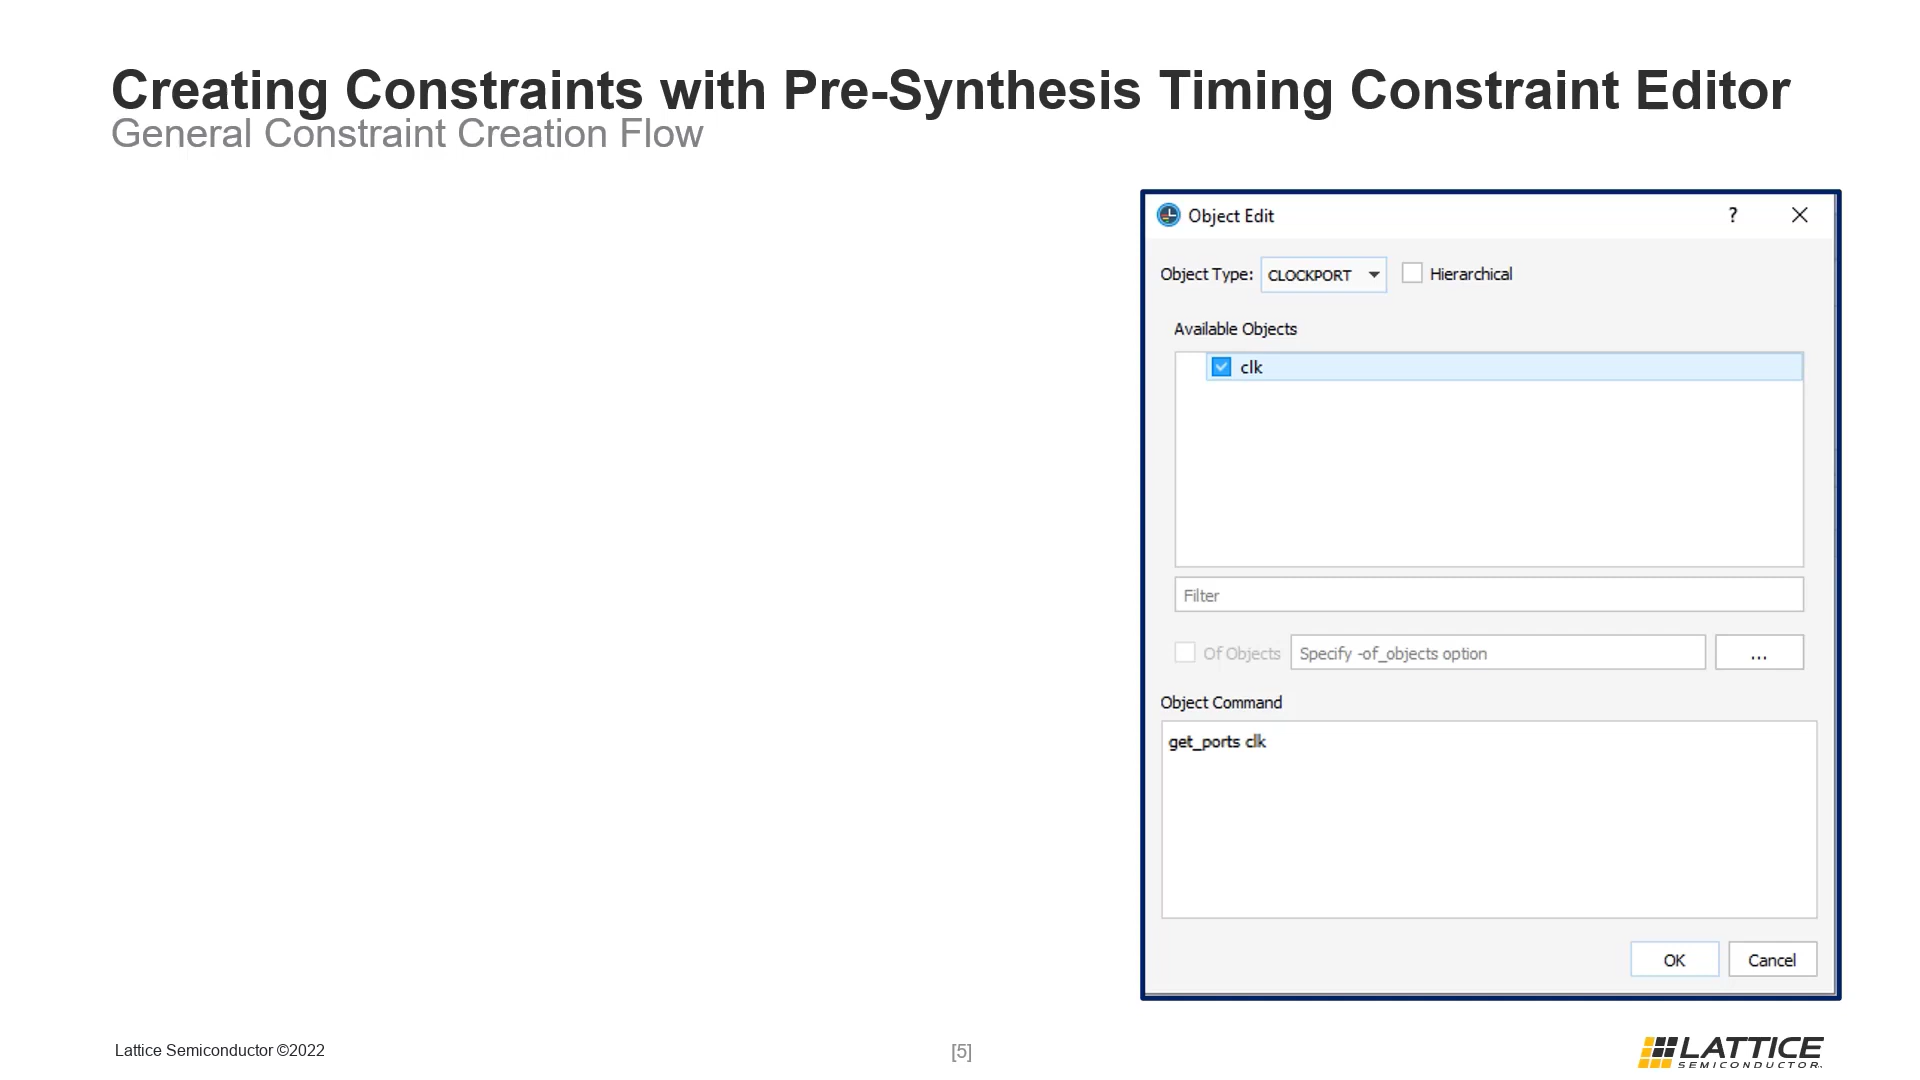 Creating Constraints with Pre-Synthesis Timing Constraint Editor
General Constraint Creation Flow
Object Edit
?
Object Type: CLOCKPORT Hierarchical
Available Objects
clk
Filter
Of Objects Specify -of_objects option ...
Object Command
get_ports clk
OK Cancel
Lattice Semiconductor ©2022
[5]
LATTICE
SEMICONDUCTOR